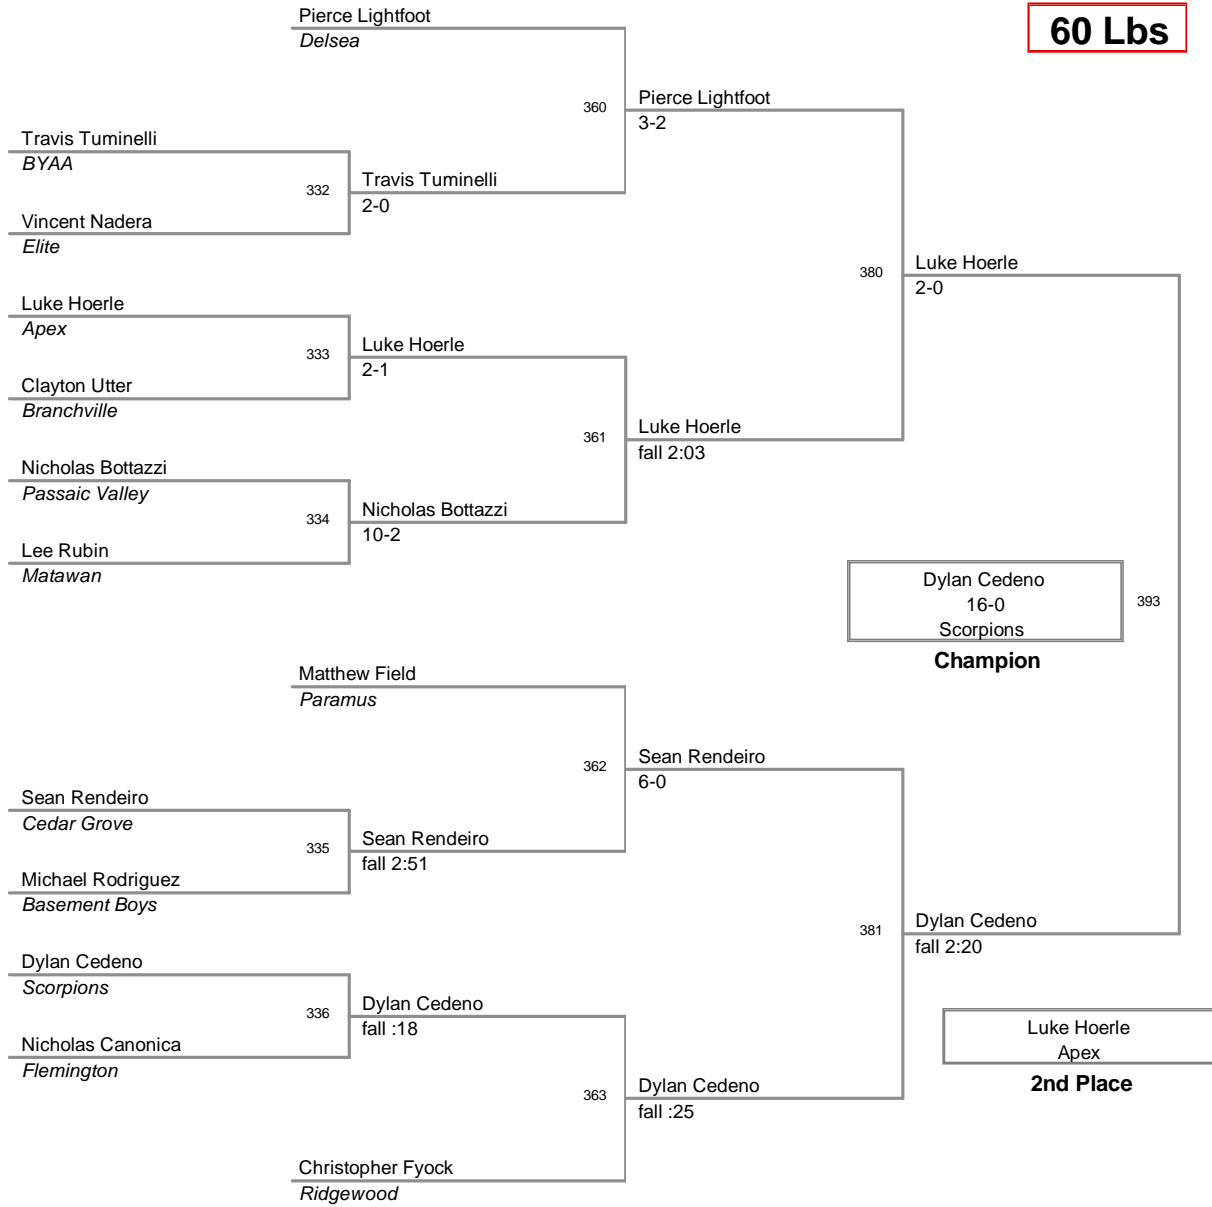 Pierce Lightfoot
Delsea
60 Lbs
360
Pierce Lightfoot
3-2
Travis Tuminelli
BYAA
332
Travis Tuminelli
2-0
Vincent Nadera
Elite
380
Luke Hoerle
2-0
Luke Hoerle
Apex
333
Luke Hoerle
2-1
Clayton Utter
Branchville
361
Luke Hoerle
fall 2:03
Nicholas Bottazzi
Passaic Valley
334
Nicholas Bottazzi
10-2
Lee Rubin
Matawan
Dylan Cedeno
16-0
Scorpions
393
Champion
Matthew Field
Paramus
362
Sean Rendeiro
6-0
Sean Rendeiro
Cedar Grove
335
Sean Rendeiro
fall 2:51
Michael Rodriguez
Basement Boys
381
Dylan Cedeno
fall 2:20
Dylan Cedeno
Scorpions
336
Dylan Cedeno
fall :18
Nicholas Canonica
Flemington
Luke Hoerle
Apex
2nd Place
363
Dylan Cedeno
fall :25
Christopher Fyock
Ridgewood